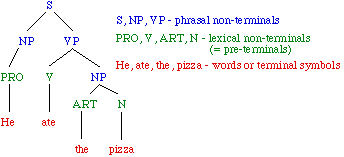 S
S, NP, VP - phrasal non-terminals
NP VP
PRO, V, ART, N - lexical non-terminals
(= pre-terminals)
PRO V NP
He, ate, the, pizza - words or terminal symbols
ART N
He ate
the pizza